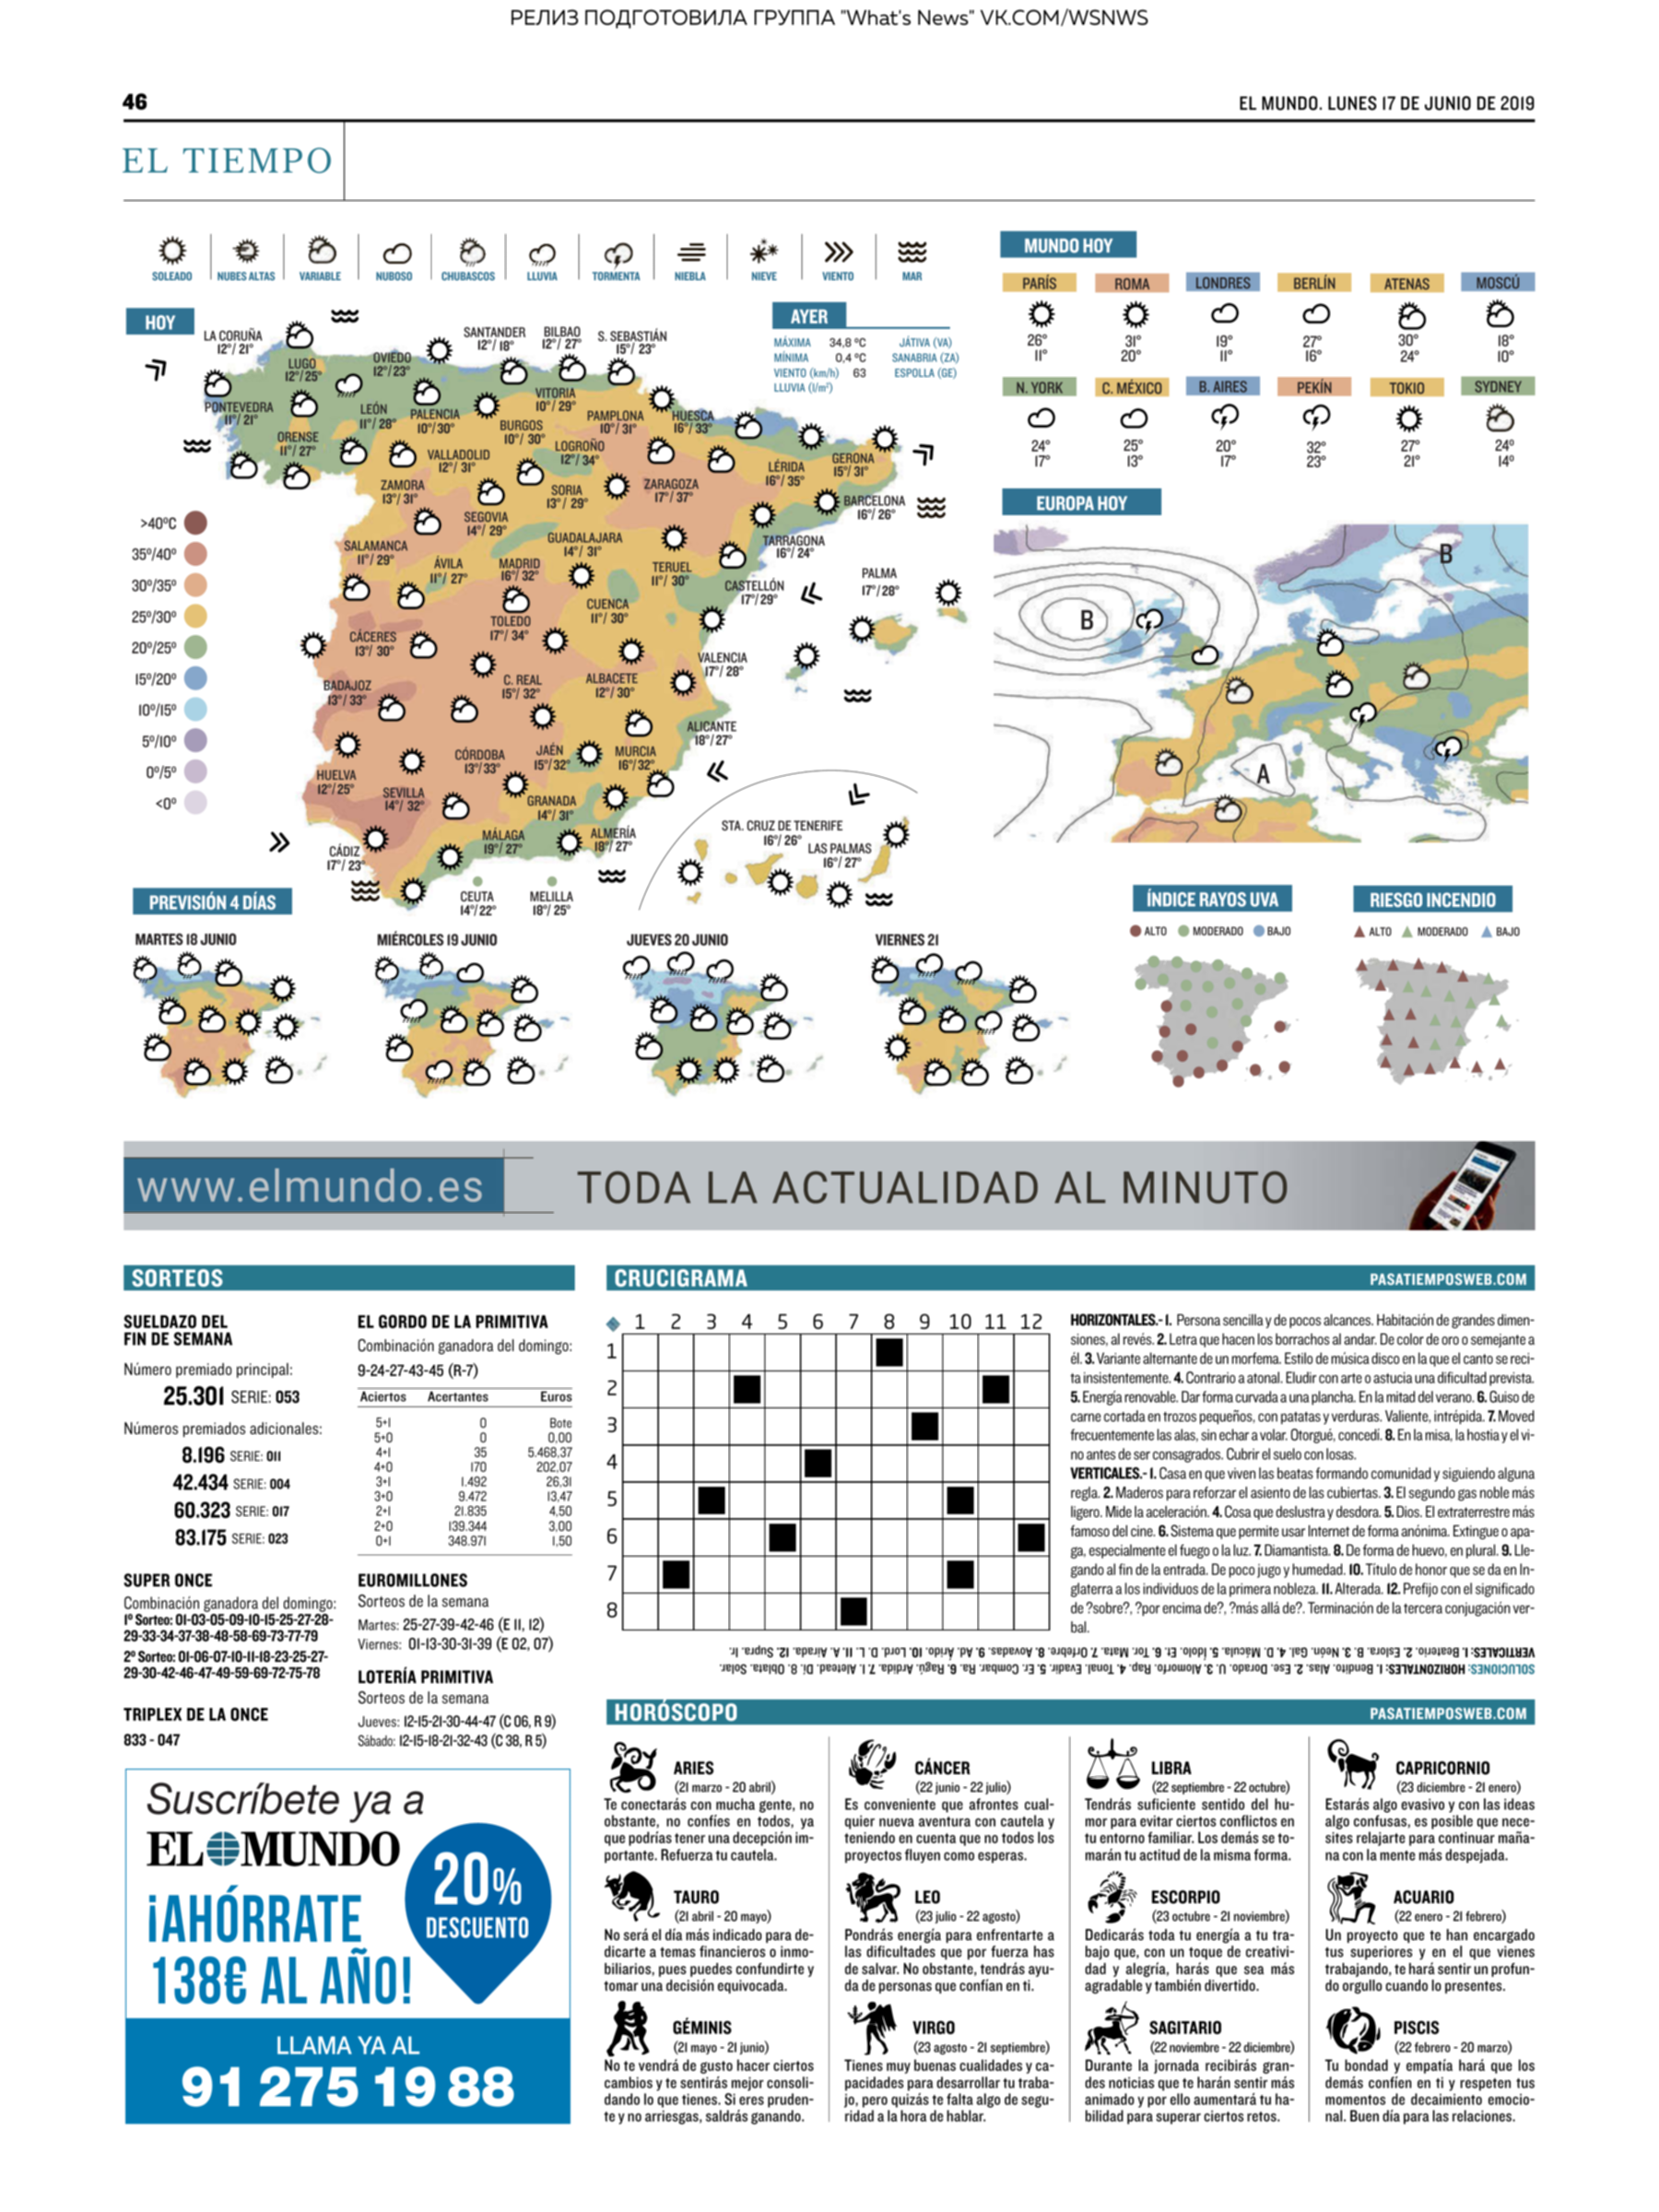 РЕЛИЗ ПОДГОТОВИЛА ГРУППА "What's News" VK.COM/WSNWS
46
EL MUNDO. LUNES 17 DE JUNIO DE 2019
EL TIEMPO
SOLEADO
NUBES ALTAS
VARIABLE
NUBOSO
CHUBASCOS
LLUVIA
TORMENTA
NIEBLA
NIEVE
VIENTO
MAR
HOY
LA CORUÑA
12°/ 21°
LUGO
12°/ 25°
OVIEDO
12°/ 23°
SANTANDER
12°/ 18°
BILBAO
12°/ 27°
S. SEBASTIÁN
15°/ 23°
PONTEVEDRA
11°/ 21°
ORENSE
11°/ 27°
LEÓN
11°/ 28°
PALENCIA
10°/ 30°
BURGOS
10°/ 30°
VITORIA
10°/ 29°
PAMPLONA
10°/ 31°
HUESCA
16°/ 33°
LOGROÑO
12°/ 34°
VALLADOLID
12°/ 31°
ZAMORA
13°/ 31°
SORIA
13°/ 29°
ZARAGOZA
17°/ 37°
LÉRIDA
16°/ 35°
GERONA
15°/ 31°
BARCELONA
16°/ 26°
SEGOVIA
14°/ 29°
TARRAGONA
16°/ 24°
SALAMANCA
11°/ 29°
ÁVILA
11°/ 27°
MADRID
16°/ 32°
GUADALAJARA
14°/ 31°
TERUEL
11°/ 30°
CASTELLÓN
17°/ 29°
PALMA
17°/ 28°
CUENCA
11°/ 30°
TOLEDO
17°/ 34°
CÁCERES
13°/ 30°
VALENCIA
17°/ 28°
BADAJOZ
13°/ 33°
C. REAL
15°/ 32°
ALBACETE
12°/ 30°
ALICANTE
18°/ 27°
CÓRDOBA
13°/ 33°
JAÉN
15°/ 32°
MURCIA
16°/ 32°
HUELVA
12°/ 25°
SEVILLA
14°/ 32°
GRANADA
14°/ 31°
MÁLAGA
19°/ 27°
ALMERÍA
18°/ 27°
CÁDIZ
17°/ 23°
CEUTA
14°/ 22°
MELILLA
18°/ 25°
STA. CRUZ DE TENERIFE
16°/ 26°
LAS PALMAS
16°/ 27°
>40°C
35°/40°
30°/35°
25°/30°
20°/25°
15°/20°
10°/15°
5°/10°
0°/5°
<0°
AYER
MÁXIMA 34,8 °C JÁTIVA (VA)
MÍNIMA 0,4 °C SANABRIA (ZA)
VIENTO (km/h) 63 ESPOLLA (GE)
LLUVIA (l/m²)
MUNDO HOY
PARÍS ROMA LONDRES BERLÍN ATENAS MOSCÚ
26° 31° 19° 27° 30° 18°
11° 20° 11° 16° 24° 10°
N. YORK C. MÉXICO B. AIRES PEKÍN TOKIO SYDNEY
24° 25° 20° 32° 27° 24°
17° 13° 17° 23° 21° 14°
EUROPA HOY
B
B
A
PREVISIÓN 4 DÍAS
MARTES 18 JUNIO
MIÉRCOLES 19 JUNIO
JUEVES 20 JUNIO
VIERNES 21
ÍNDICE RAYOS UVA
ALTO MODERADO BAJO
RIESGO INCENDIO
ALTO MODERADO BAJO
www.elmundo.es
TODA LA ACTUALIDAD AL MINUTO
SORTEOS
SUELDAZO DEL
FIN DE SEMANA
Número premiado principal:
25.301 SERIE: 053
Números premiados adicionales:
8.196 SERIE: 011
42.434 SERIE: 004
60.323 SERIE: 017
83.175 SERIE: 023
SUPER ONCE
Combinación ganadora del domingo:
1º Sorteo: 01-03-05-09-10-15-25-27-28-
29-33-34-37-38-48-58-69-73-77-79
2º Sorteo: 01-06-07-10-11-18-23-25-27-
29-30-42-46-47-49-59-69-72-75-78
TRIPLEX DE LA ONCE
833 - 047
EL GORDO DE LA PRIMITIVA
Combinación ganadora del domingo:
9-24-27-43-45 (R-7)
Aciertos Acertantes Euros
5+1 0 Bote
5+0 0 0,00
4+1 35 5.468,37
4+0 170 202,07
3+1 1.492 26,31
3+0 9.472 13,47
2+1 21.835 4,50
2+0 139.344 3,00
0+1 348.971 1,50
EUROMILLONES
Sorteos de la semana
Martes: 25-27-39-42-46 (E 11, 12)
Viernes: 01-13-30-31-39 (E 02, 07)
LOTERÍA PRIMITIVA
Sorteos de la semana
Jueves: 12-15-21-30-44-47 (C 06, R 9)
Sábado: 12-15-18-21-32-43 (C 38, R 5)
Suscríbete ya a
EL MUNDO
¡AHÓRRATE
138€ AL AÑO!
20%
DESCUENTO
LLAMA YA AL
91 275 19 88
CRUCIGRAMA
PASATIEMPOSWEB.COM
1 2 3 4 5 6 7 8 9 10 11 12
1
2
3
4
5
6
7
8
HORIZONTALES.- 1. Persona sencilla y de pocos alcances. Habitación de grandes dimen-
siones, al revés. 2. Letra que hacen los borrachos al andar. De color de oro o semejante a
él. 3. Variante alternante de un morfema. Estilo de música disco en la que el canto se reci-
ta insistentemente. 4. Contrario a atonal. Eludir con arte o astucia una dificultad prevista.
5. Energía renovable. Dar forma curvada a una plancha. En la mitad del verano. 6. Guiso de
carne cortada en trozos pequeños, con patatas y verduras. Valiente, intrépida. 7. Moved
frecuentemente las alas, sin echar a volar. Otorgué, concedí. 8. En la misa, la hostia y el vi-
no antes de ser consagrados. Cubrir el suelo con losas.
VERTICALES.- 1. Casa en que viven las beatas formando comunidad y siguiendo alguna
regla. 2. Maderos para reforzar el asiento de las cubiertas. 3. El segundo gas noble más
ligero. Mide la aceleración. 4. Cosa que deslustra y desdora. 5. Dios. El extraterrestre más
famoso del cine. 6. Sistema que permite usar Internet de forma anónima. Extingue o apa-
ga, especialmente el fuego o la luz. 7. Diamantista. 8. De forma de huevo, en plural. 9. Lle-
gando al fin de la entrada. De poco jugo y humedad. 10. Título de honor que se da en In-
glaterra a los individuos de la primera nobleza. 11. Alterada. 12. Prefijo con el significado
de ?sobre?, ?por encima de?, ?más allá de?. Terminación de la tercera conjugación ver-
bal.
SOLUCIONES: HORIZONTALES: 1. Bendito. Alas. 2. Ese. Dorado. U. 3. Alomorfo. Rap. 4. Tonal. Evadir. 5. Er. Combar. Ra. 6. Ragú. Ardida. 7. I. Aletead. Di. 8. Oblata. Solar.
VERTICALES: 1. Beaterio. 2. Eslora. B. 3. Neón. Gal. 4. D. Mácula. 5. Ídolo. Et. 6. Tor. Mata. 7. Orfebre. 8. Aovadas. 9. Ad. Árido. 10. Lord. D. L. 11. A. Airada. 12. Supra. Ir.
HORÓSCOPO
PASATIEMPOSWEB.COM
ARIES
(21 marzo - 20 abril)
Te conectarás con mucha gente, no
obstante, no confíes en todos, ya
que podrías tener una decepción im-
portante. Refuerza tu cautela.
TAURO
(21 abril - 20 mayo)
No será el día más indicado para de-
dicarte a temas financieros o inmo-
biliarios, pues puedes confundirte y
tomar una decisión equivocada.
GÉMINIS
(21 mayo - 21 junio)
No te vendrá de gusto hacer ciertos
cambios y te sentirás mejor consoli-
dando lo que tienes. Si eres pruden-
te y no arriesgas, saldrás ganando.
CÁNCER
(22 junio - 22 julio)
Es conveniente que afrontes cual-
quier nueva aventura con cautela y
teniendo en cuenta que no todos los
proyectos fluyen como esperas.
LEO
(23 julio - 22 agosto)
Pondrás energía para enfrentarte a
las dificultades que por fuerza has
de salvar. No obstante, tendrás ayu-
da de personas que confían en ti.
VIRGO
(23 agosto - 21 septiembre)
Tienes muy buenas cualidades y ca-
pacidades para desarrollar tu traba-
jo, pero quizás te falta algo de segu-
ridad a la hora de hablar.
LIBRA
(22 septiembre - 22 octubre)
Tendrás suficiente sentido del hu-
mor para evitar ciertos conflictos en
tu entorno familiar. Los demás se to-
marán tu actitud de la misma forma.
ESCORPIO
(23 octubre - 21 noviembre)
Dedicarás toda tu energía a tu tra-
bajo que, con un toque de creativi-
dad y alegría, harás que sea más
agradable y también divertido.
SAGITARIO
(22 noviembre - 22 diciembre)
Durante la jornada recibirás gran-
des noticias que te harán sentir más
animado y por ello aumentará tu ha-
bilidad para superar ciertos retos.
CAPRICORNIO
(23 diciembre - 21 enero)
Estarás algo evasivo y con las ideas
algo confusas, es posible que nece-
sites relajarte para continuar maña-
na con la mente más despejada.
ACUARIO
(22 enero - 21 febrero)
Un proyecto que te han encargado
tus superiores y en el que vienes
trabajando, te hará sentir un profun-
do orgullo cuando lo presentes.
PISCIS
(22 febrero - 20 marzo)
Tu bondad y empatía hará que los
demás confíen en ti y respeten tus
momentos de decaimiento emocio-
nal. Buen día para las relaciones.